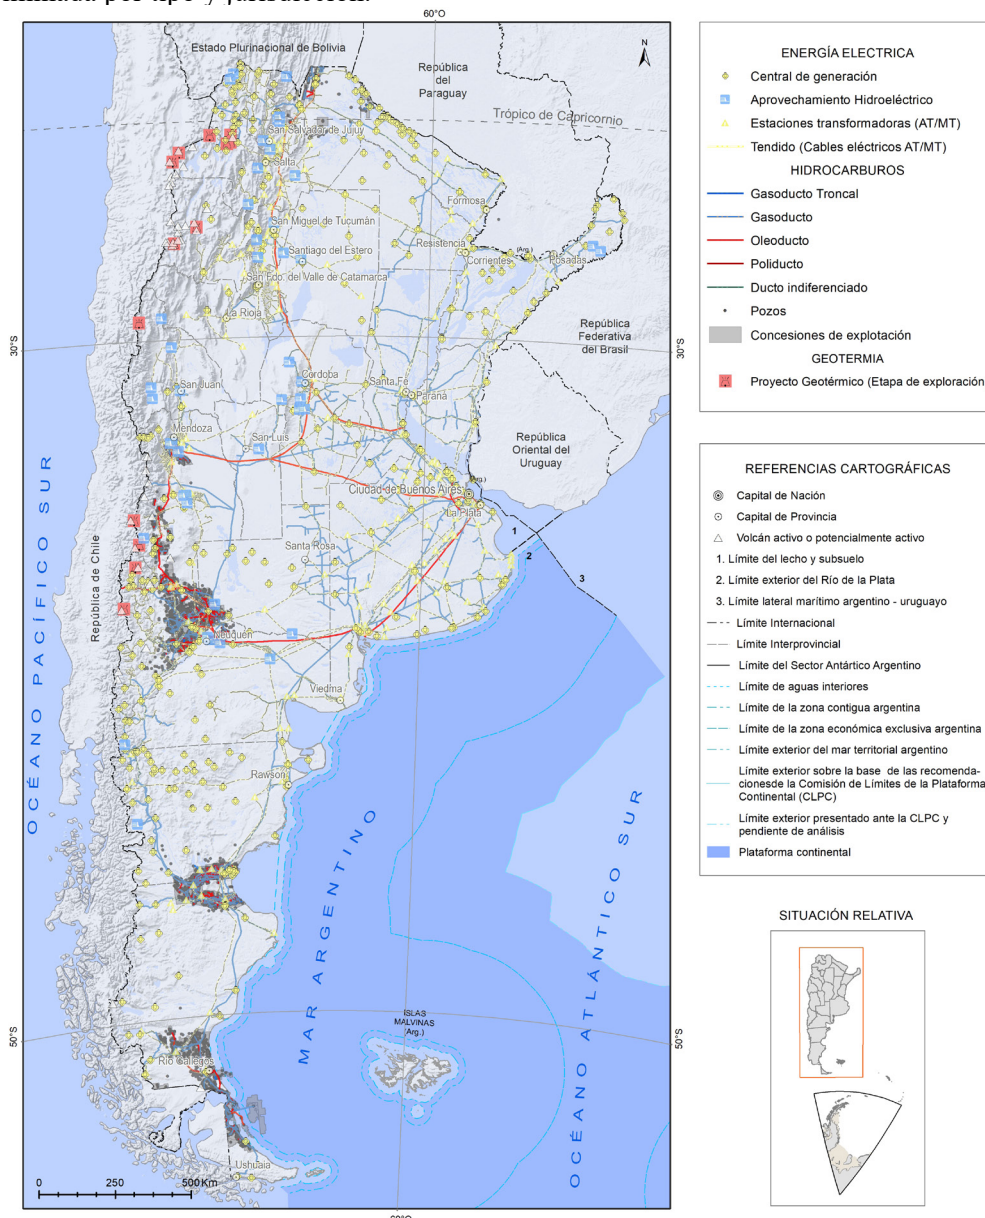 60°O
Estado Plurinacional de Bolivia
República
del
Paraguay
N
Trópico de Capricornio
San Salvador de Jujuy
Salta
Formosa
San Miguel de Tucumán
Resistencia
(Arg.)
Santiago del Estero
Corrientes
Posadas
San Fdo. del Valle de Catamarca
La Rioja
República
Federativa
del Brasil
30°S
30°S
Córdoba
Santa Fe
San Juan
Paraná
Mendoza
San Luis
República
Oriental del
Uruguay
(Arg.)
Ciudad de Buenos Aires
La Plata
1
2
3
Santa Rosa
República de Chile
Neuquén
Viedma
Rawson
OCÉANO PACÍFICO SUR
MAR ARGENTINO
OCÉANO ATLÁNTICO SUR
ISLAS
MALVINAS
(Arg.)
50°S
50°S
Río Gallegos
Ushuaia
0 250 500 Km
60°O
ENERGÍA ELECTRICA
Central de generación
Aprovechamiento Hidroeléctrico
Estaciones transformadoras (AT/MT)
Tendido (Cables eléctricos AT/MT)
HIDROCARBUROS
Gasoducto Troncal
Gasoducto
Oleoducto
Poliducto
Ducto indiferenciado
Pozos
Concesiones de explotación
GEOTERMIA
Proyecto Geotérmico (Etapa de exploración
REFERENCIAS CARTOGRÁFICAS
Capital de Nación
Capital de Provincia
Volcán activo o potencialmente activo
1. Límite del lecho y subsuelo
2. Límite exterior del Río de la Plata
3. Límite lateral marítimo argentino - uruguayo
Límite Internacional
Límite Interprovincial
Límite del Sector Antártico Argentino
Límite de aguas interiores
Límite de la zona contigua argentina
Límite de la zona económica exclusiva argentina
Límite exterior del mar territorial argentino
Límite exterior sobre la base de las recomenda-
cionesde la Comisión de Límites de la Plataforma
Continental (CLPC)
Límite exterior presentado ante la CLPC y
pendiente de análisis
Plataforma continental
SITUACIÓN RELATIVA